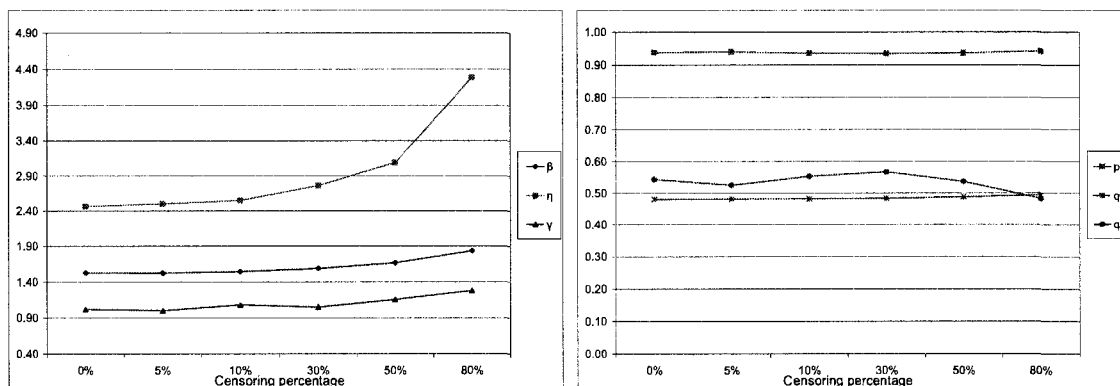 4.90
4.40
3.90
3.40
2.90
2.40
1.90
1.40
0.90
0.40
0% 5% 10% 30% 50% 80%
Censoring percentage
β
η
γ
1.00
0.90
0.80
0.70
0.60
0.50
0.40
0.30
0.20
0.10
0.00
0% 5% 10% 30% 50% 80%
Censoring percentage
p
q
q